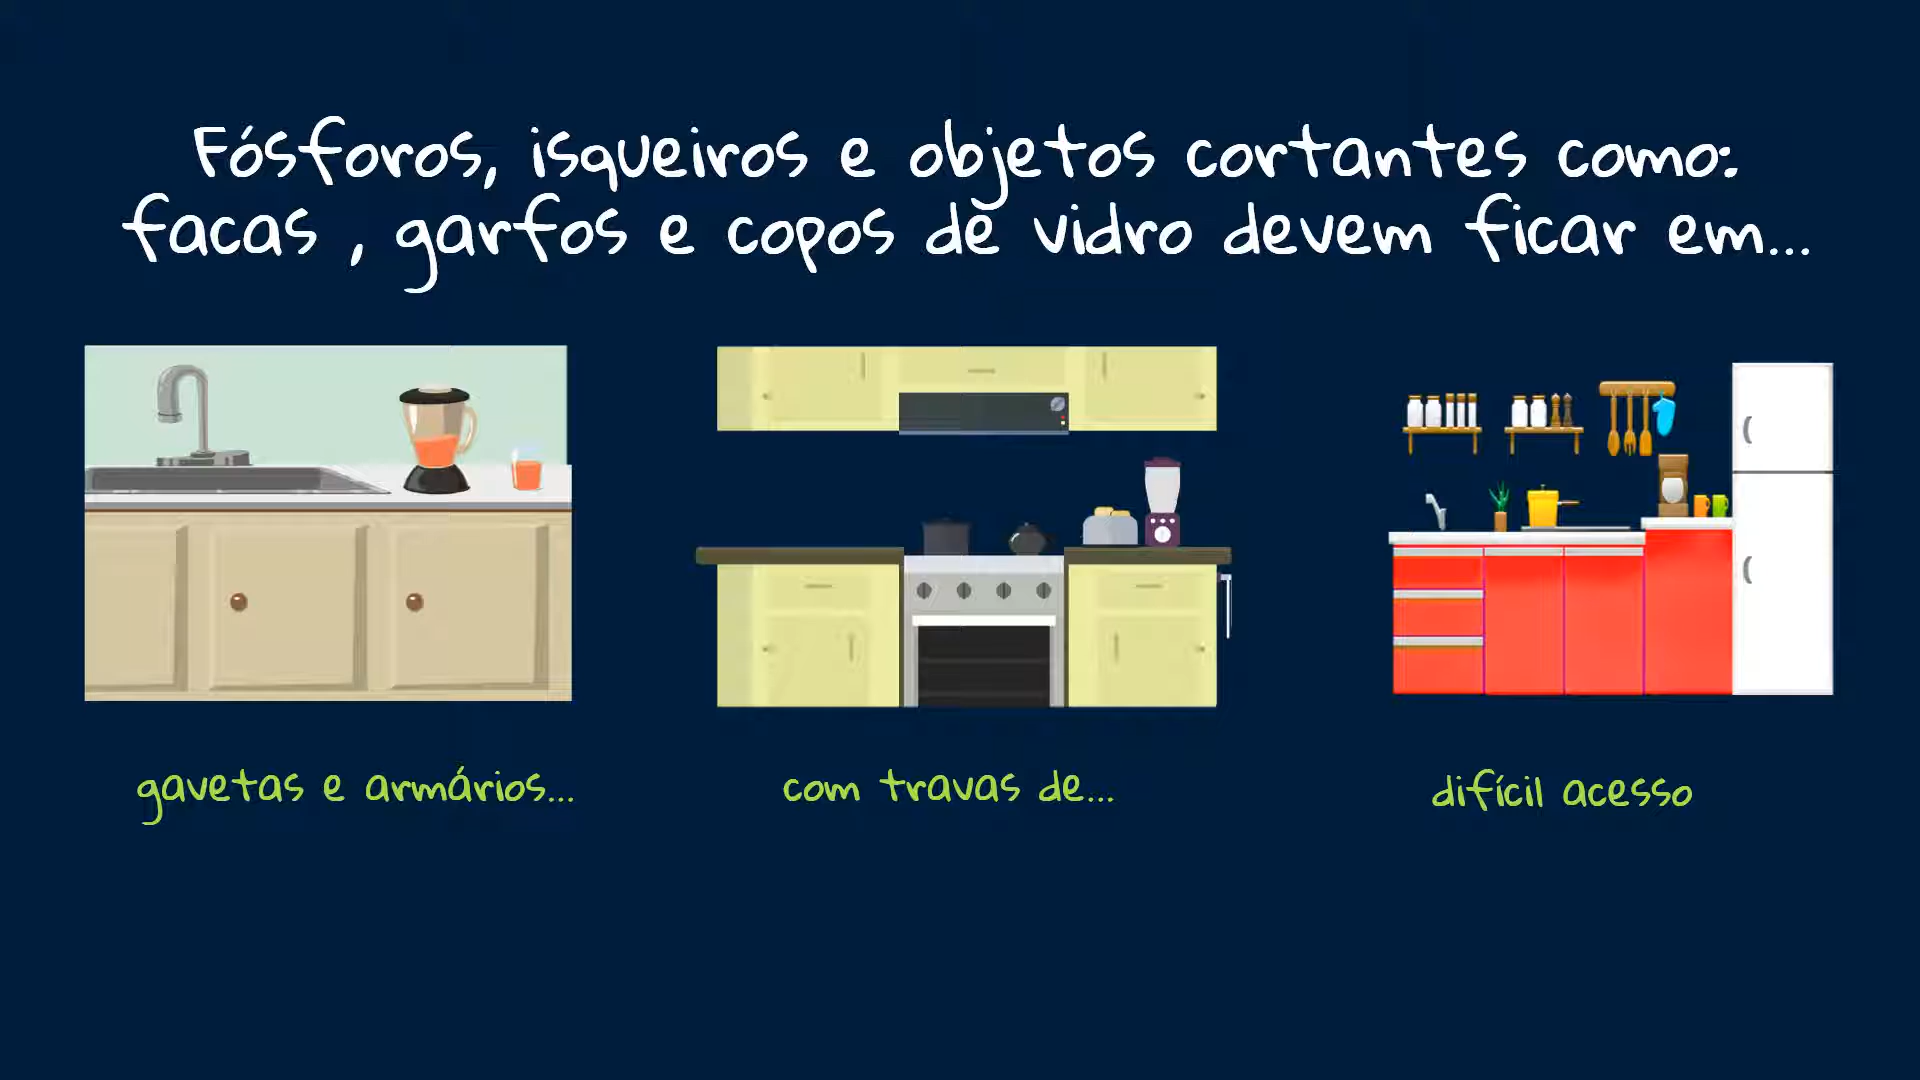 Fósforos, isqueiros e objetos cortantes como:
facas , garfos e copos de vidro devem ficar em...
gavetas e armários...
com travas de...
difícil acesso